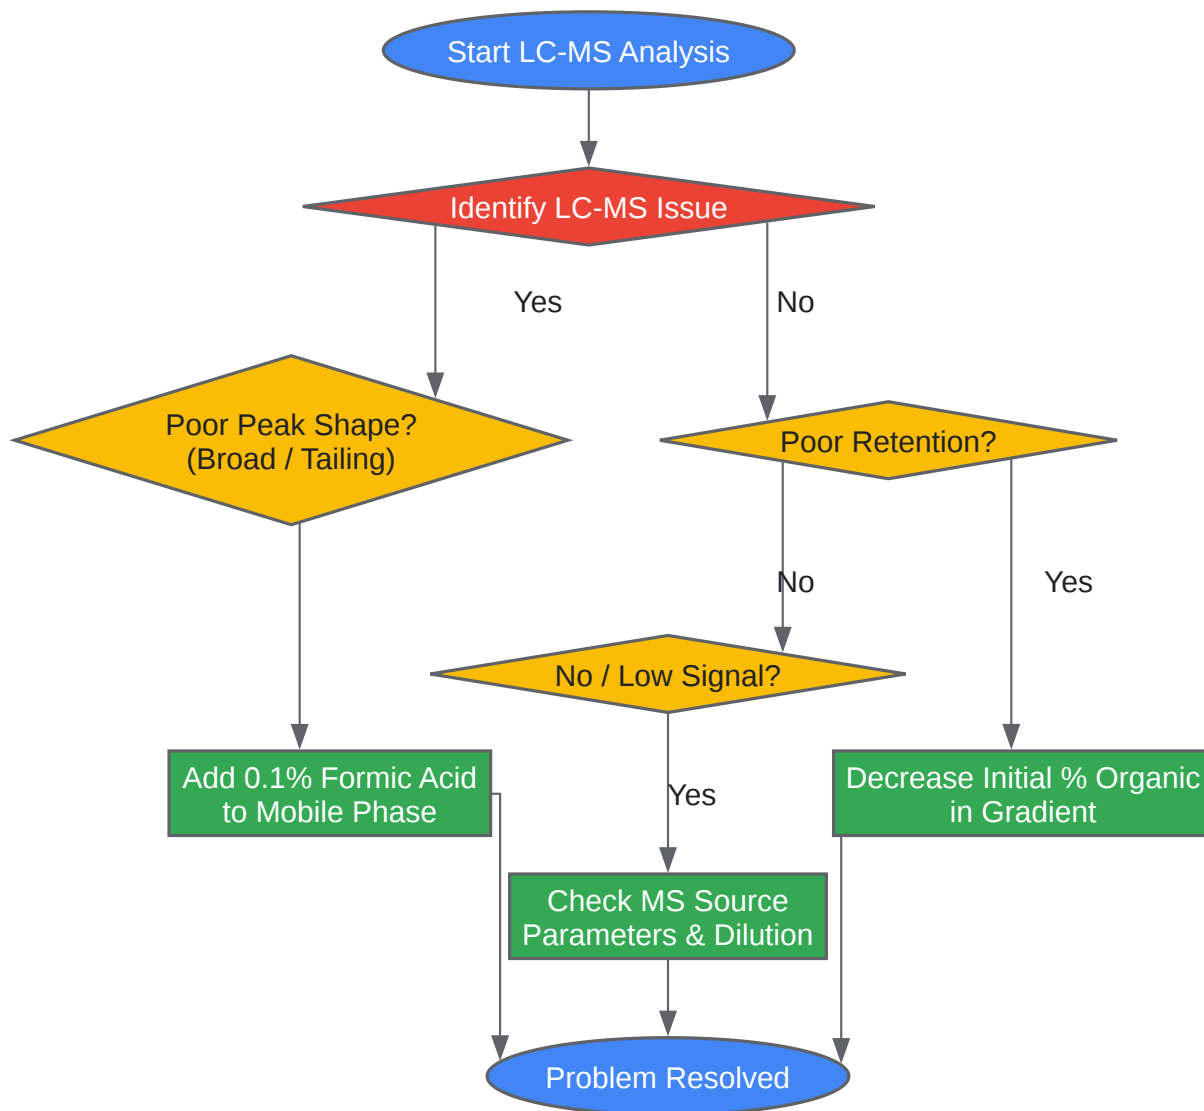 Start LC-MS Analysis
Identify LC-MS Issue
Yes
No
Poor Peak Shape?
(Broad / Tailing)
Poor Retention?
No
Yes
No / Low Signal?
Add 0.1% Formic Acid
to Mobile Phase
Yes
Decrease Initial % Organic
in Gradient
Check MS Source
Parameters & Dilution
Problem Resolved